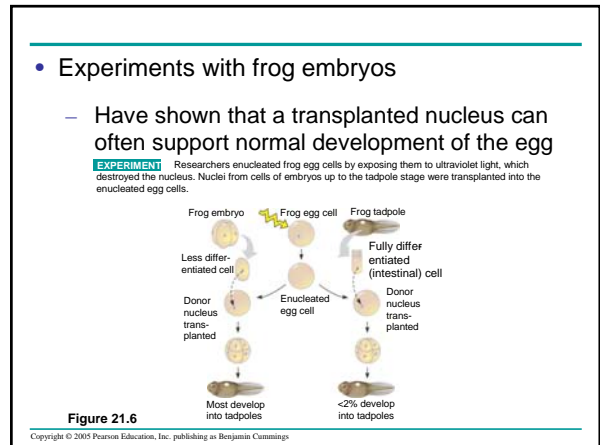 • Experiments with frog embryos
– Have shown that a transplanted nucleus can
often support normal development of the egg
EXPERIMENT Researchers enucleated frog egg cells by exposing them to ultraviolet light, which
destroyed the nucleus. Nuclei from cells of embryos up to the tadpole stage were transplanted into the
enucleated egg cells.
Frog embryo
Frog egg cell
Frog tadpole
Less differ-
entiated cell
Fully differ-
entiated
(intestinal) cell
Enucleated
egg cell
Donor
nucleus
trans-
planted
Donor
nucleus
trans-
planted
Most develop
into tadpoles
<2% develop
into tadpoles
Figure 21.6
Copyright © 2005 Pearson Education, Inc. publishing as Benjamin Cummings